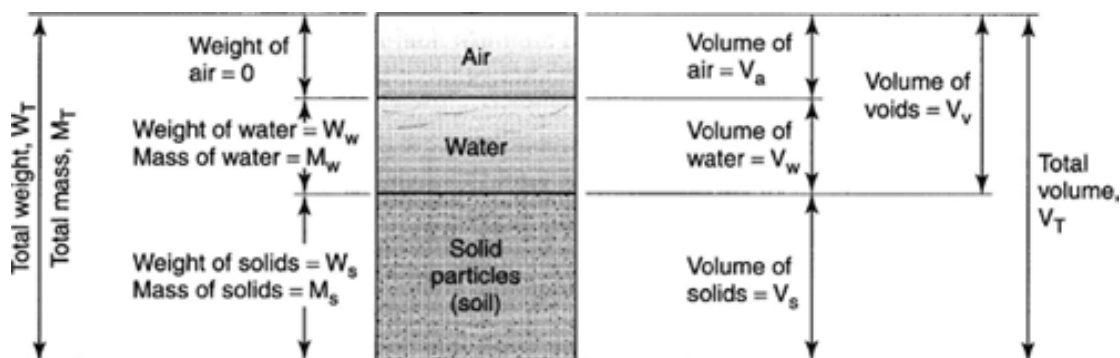 Total weight, W_T
Total mass, M_T
Weight of
air = 0
Weight of water = W_w
Mass of water = M_w
Weight of solids = W_s
Mass of solids = M_s
Air
Water
Solid
particles
(soil)
Volume of
air = V_a
Volume of
water = V_w
Volume of
solids = V_s
Volume of
voids = V_v
Total
volume,
V_T